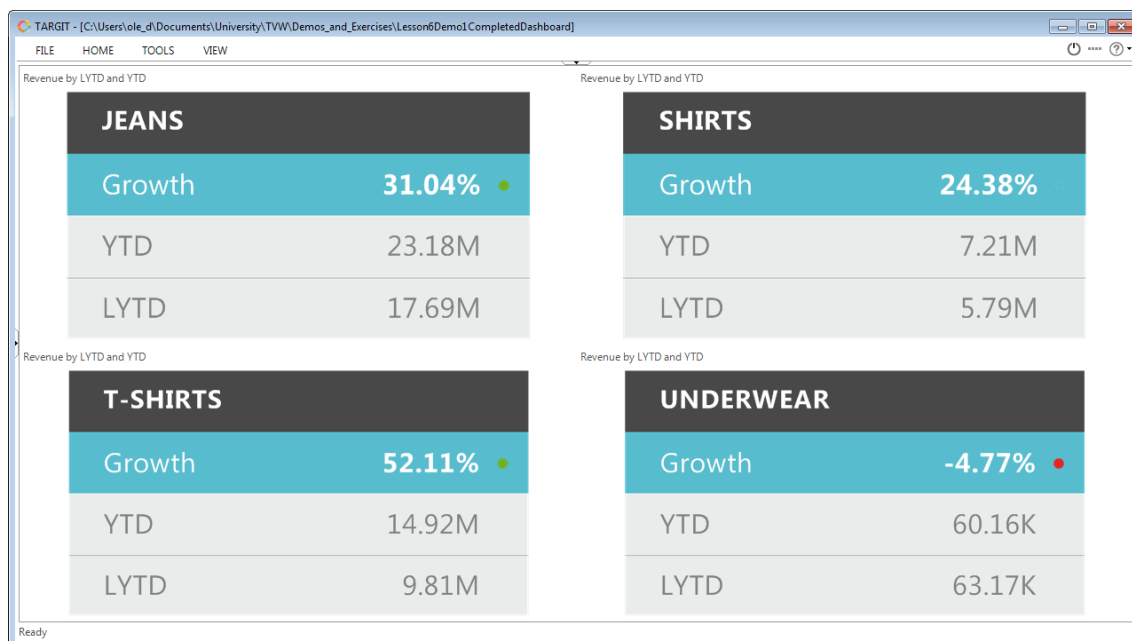 TARGIT - [C:\Users\ole_d\Documents\University\TVW\Demos_and_Exercises\Lesson6Demo1CompletedDashboard]
FILE HOME TOOLS VIEW
Revenue by LYTD and YTD
JEANS
Growth 31.04%
YTD 23.18M
LYTD 17.69M
Revenue by LYTD and YTD
SHIRTS
Growth 24.38%
YTD 7.21M
LYTD 5.79M
Revenue by LYTD and YTD
T-SHIRTS
Growth 52.11%
YTD 14.92M
LYTD 9.81M
Revenue by LYTD and YTD
UNDERWEAR
Growth -4.77%
YTD 60.16K
LYTD 63.17K
Ready